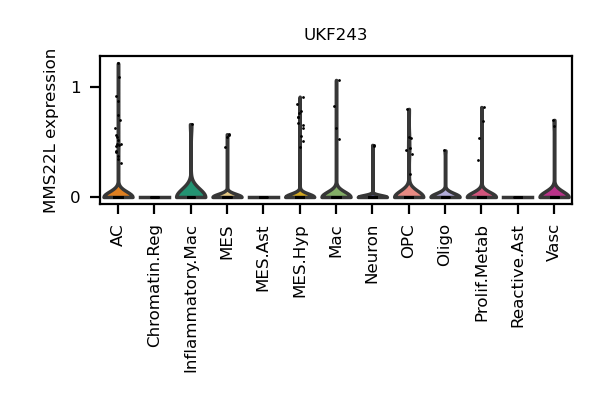 UKF243
MMS22L expression
1
0
AC
Chromatin.Reg
Inflammatory.Mac
MES
MES.Ast
MES.Hyp
Mac
Neuron
OPC
Oligo
Prolif.Metab
Reactive.Ast
Vasc